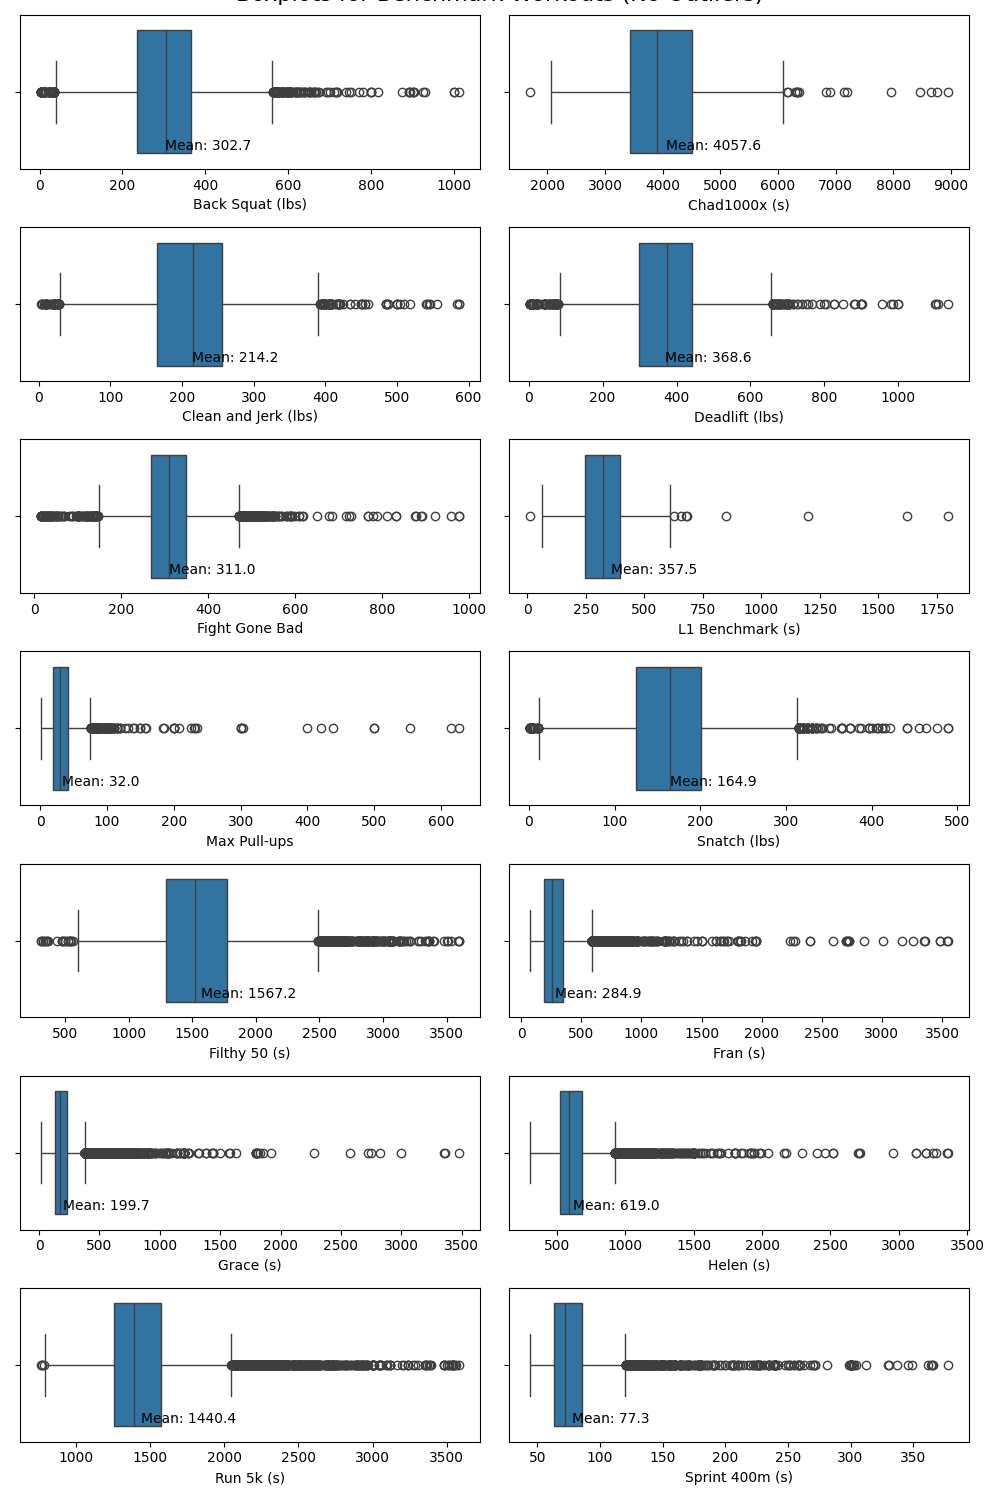 Boxplots for Benchmark Workouts (No Outliers)
Mean: 302.7
0 200 400 600 800 1000
Back Squat (lbs)
Mean: 4057.6
2000 3000 4000 5000 6000 7000 8000 9000
Chad1000x (s)
Mean: 214.2
0 100 200 300 400 500 600
Clean and Jerk (lbs)
Mean: 368.6
0 200 400 600 800 1000
Deadlift (lbs)
Mean: 311.0
0 200 400 600 800 1000
Fight Gone Bad
Mean: 357.5
0 250 500 750 1000 1250 1500 1750
L1 Benchmark (s)
Mean: 32.0
0 100 200 300 400 500 600
Max Pull-ups
Mean: 164.9
0 100 200 300 400 500
Snatch (lbs)
Mean: 1567.2
500 1000 1500 2000 2500 3000 3500
Filthy 50 (s)
Mean: 284.9
0 500 1000 1500 2000 2500 3000 3500
Fran (s)
Mean: 199.7
0 500 1000 1500 2000 2500 3000 3500
Grace (s)
Mean: 619.0
500 1000 1500 2000 2500 3000 3500
Helen (s)
Mean: 1440.4
1000 1500 2000 2500 3000 3500
Run 5k (s)
Mean: 77.3
50 100 150 200 250 300 350
Sprint 400m (s)